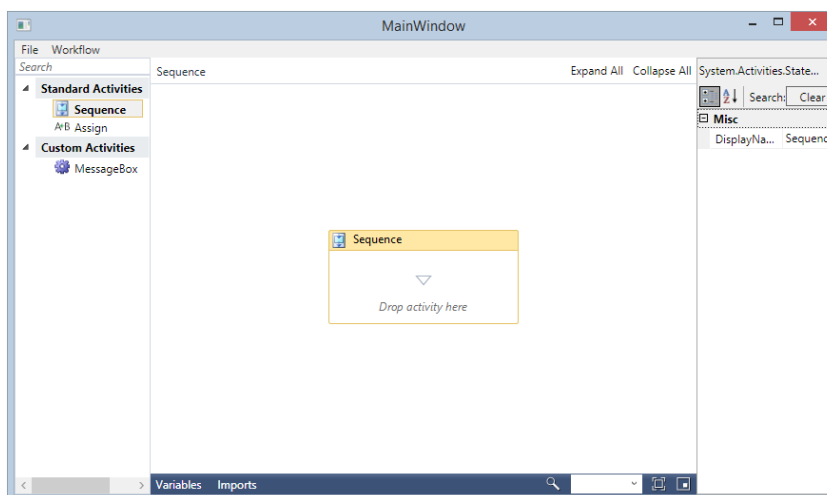 MainWindow
File Workflow
Search
Standard Activities
Sequence
A+B Assign
Custom Activities
MessageBox
Sequence
Expand All Collapse All
Sequence
Drop activity here
Variables Imports
System.Activities.State...
Search: Clear
Misc
DisplayNa... Sequenc